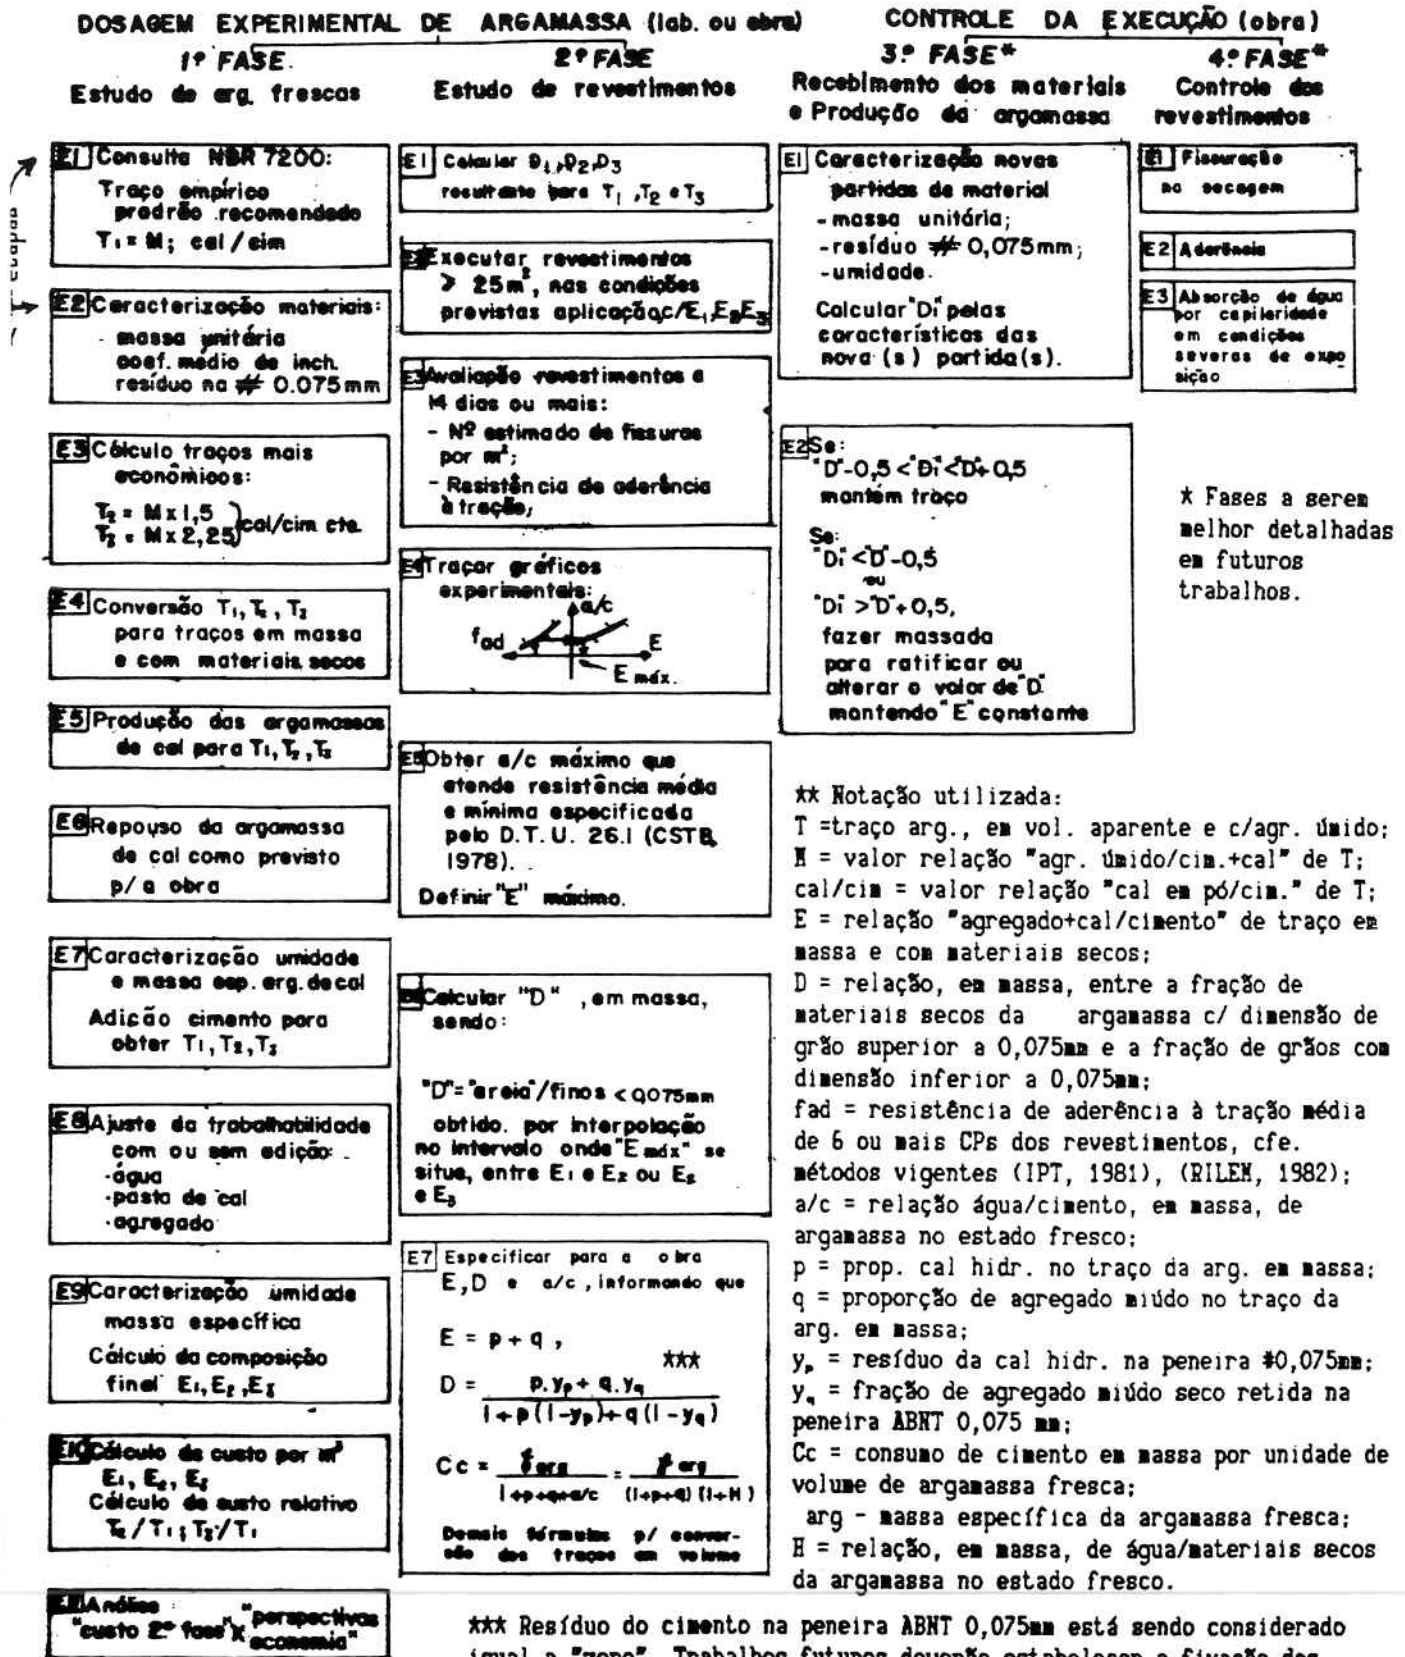 DOSAGEM EXPERIMENTAL DE ARGAMASSA (lab. ou obra)
1ª FASE.
Estudo de arg. frescas
E1 Consulta NBR 7200:
Traço empírico
pradrão recomendado
T1 = M; cal/cim
E2 Caracterização materiais:
- massa unitária
coef. médio de inch.
resíduo na # 0.075mm
E3 Cálculo traços mais
econômicos:
T2 = M x 1,5
T3 = M x 2,25 } cal/cim cte.
E4 Conversão T1, T2, T3
para traços em massa
e com materiais secos
E5 Produção das argamassas
de cal para T1, T2, T3
E6 Repouso da argamassa
de cal como previsto
p/ a obra
E7 Caracterização umidade
e massa esp. arg. de cal
Adição cimento para
obter T1, T2, T3
E8 Ajuste da trabalhabilidade
com ou sem adição:
·água
·pasta de cal
·agregado
E9 Caracterização umidade
massa específica
Cálculo da composição
final E1, E2, E3
E10 Cálculo de custo por m³
E1, E2, E3
Cálculo de custo relativo
T2/T1; T3/T1
Análise
"custo 2ª fase" x "perspectivas
economia"
2ª FASE
Estudo de revestimentos
E1 Calcular D1, D2, D3
resultante para T1, T2 e T3
E2 Executar revestimentos
> 25m², nas condições
previstas aplicação, c/E1, E2, E3
E3 Avaliação revestimentos a
14 dias ou mais:
- Nº estimado de fissuras
por m²;
- Resistência de aderência
à tração;
E4 Traçar gráficos
experimentais:
a/c
fad E
E máx.
E5 Obter a/c máximo que
atende resistência média
e mínima especificada
pelo D.T.U. 26.1 (CSTB,
1978).
Definir "E" máximo.
Calcular "D", em massa,
sendo:
"D"="areia"/finos < 0,075mm
obtido. por interpolação
no intervalo onde "E máx" se
situa, entre E1 e E2 ou E2
e E3
E7 Especificar para a obra
E, D e a/c, informando que
E = p + q,
***
D = p.yp + q.yq / 1 + p(1-yp) + q(1-yq)
Cc = γ arg / 1+p+q+a/c = γ arg / (1+p+q)(1+H)
Demais fórmulas p/ conver-
são dos traços em volume
CONTROLE DA EXECUÇÃO (obra)
3ª FASE*
Recebimento dos materiais
e Produção da argamassa
E1 Caracterização novas
partidas de material
- massa unitária;
- resíduo # 0,075mm;
- umidade.
Calcular "Di" pelas
características das
nova (s) partida(s).
E2 Se:
"D"-0,5 < "Di" < "D"+0,5
mantém traço
Se:
"Di" < "D"-0,5
ou
"Di" > "D"+0,5,
fazer massada
para ratificar ou
alterar o valor de "D"
mantendo "E" constante
4ª FASE*
Controle dos
revestimentos
E1 Fissuração
na secagem
E2 Aderência
E3 Absorção de água
por capilaridade
em condições
severas de expo
sição
* Fases a serem
melhor detalhadas
em futuros
trabalhos.
** Notação utilizada:
T =traço arg., em vol. aparente e c/agr. úmido;
M = valor relação "agr. úmido/cim.+cal" de T;
cal/cim = valor relação "cal em pó/cim." de T;
E = relação "agregado+cal/cimento" de traço em
massa e com materiais secos;
D = relação, em massa, entre a fração de
materiais secos da argamassa c/ dimensão de
grão superior a 0,075mm e a fração de grãos com
dimensão inferior a 0,075mm;
fad = resistência de aderência à tração média
de 6 ou mais CPs dos revestimentos, cfe.
métodos vigentes (IPT, 1981), (RILEM, 1982);
a/c = relação água/cimento, em massa, de
argamassa no estado fresco;
p = prop. cal hidr. no traço da arg. em massa;
q = proporção de agregado miúdo no traço da
arg. em massa;
yp = resíduo da cal hidr. na peneira #0,075mm;
yq = fração de agregado miúdo seco retida na
peneira ABNT 0,075 mm;
Cc = consumo de cimento em massa por unidade de
volume de argamassa fresca;
arg - massa específica da argamassa fresca;
H = relação, em massa, de água/materiais secos
da argamassa no estado fresco.
*** Resíduo do cimento na peneira ABNT 0,075mm está sendo considerado
igual a "zero". Trabalhos futuros deverão estabelecer a fixação dos